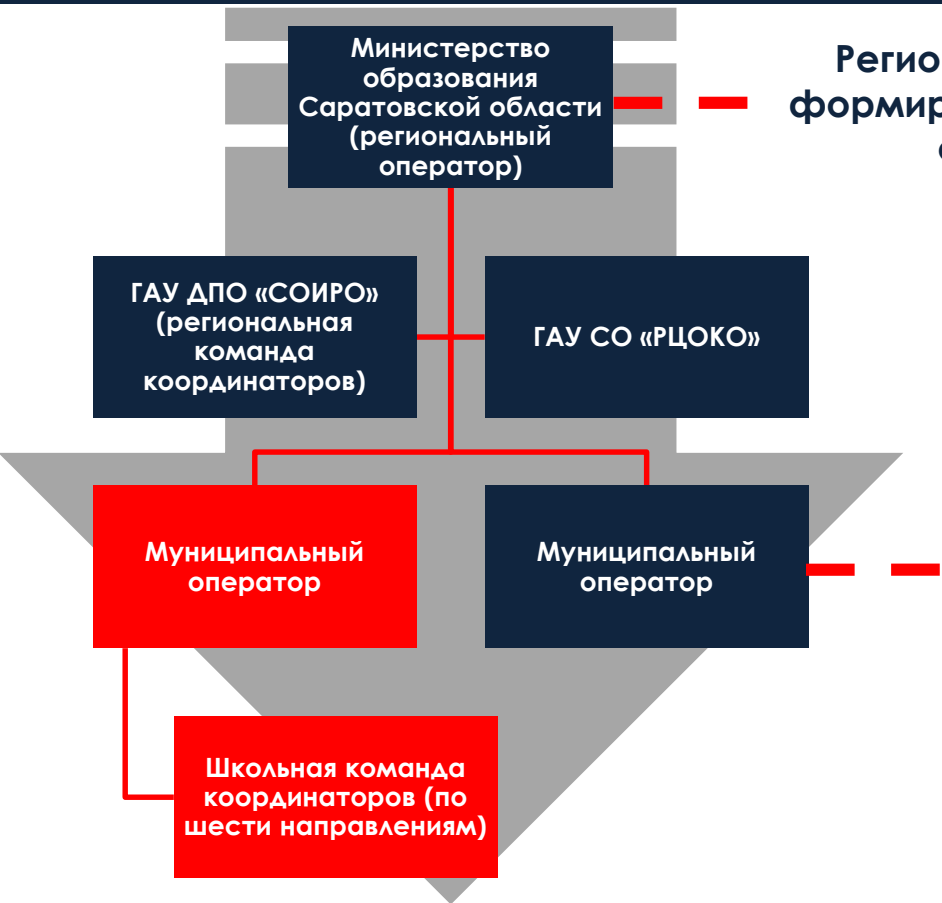 Министерство
образования
Саратовской области
(региональный
оператор)
ГАУ ДПО «СОИРО»
(региональная
команда
координаторов)
ГАУ СО «РЦОКО»
Муниципальный
оператор
Муниципальный
оператор
Школьная команда
координаторов (по
шести направлениям)